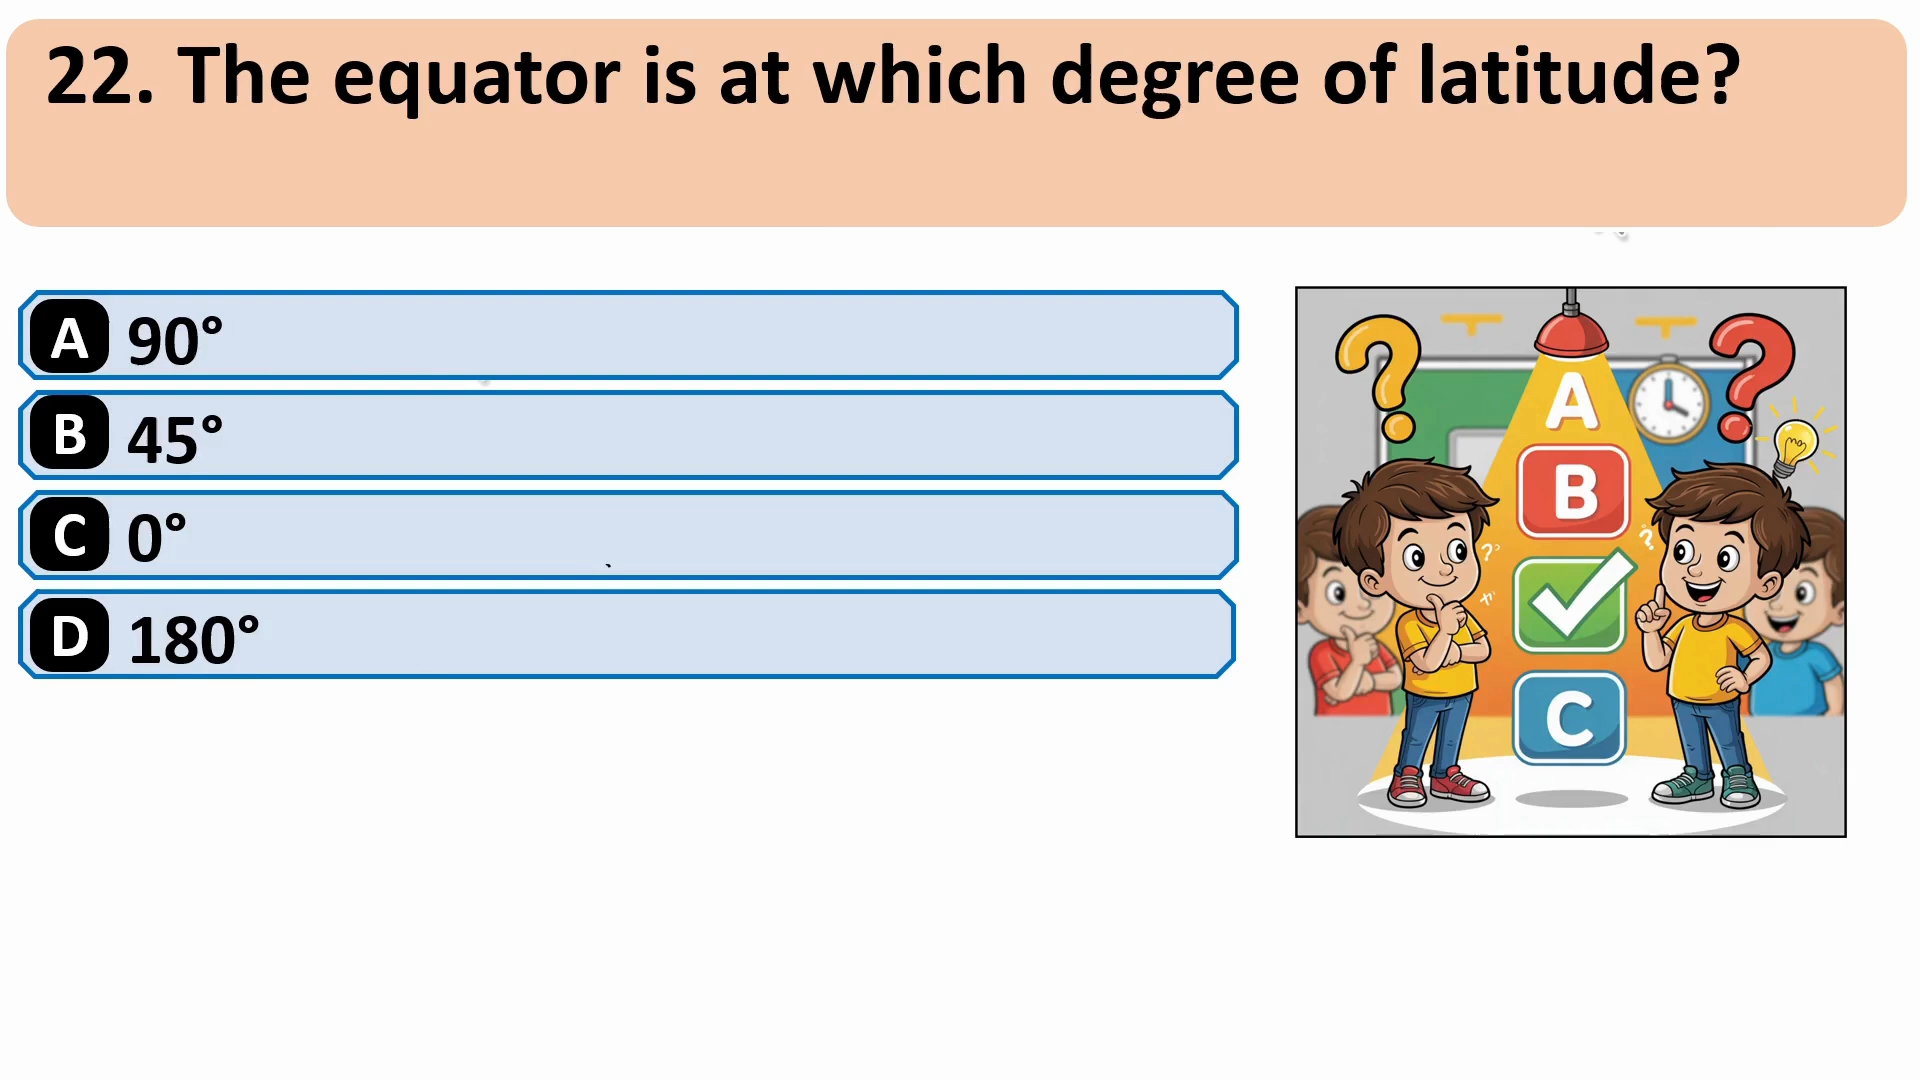 22. The equator is at which degree of latitude?
A 90°
B 45°
C 0°
D 180°
? ?
A
B
? ?
C